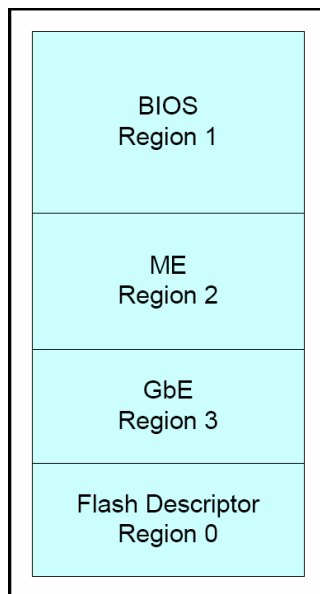 BIOS
Region 1
ME
Region 2
GbE
Region 3
Flash Descriptor
Region 0